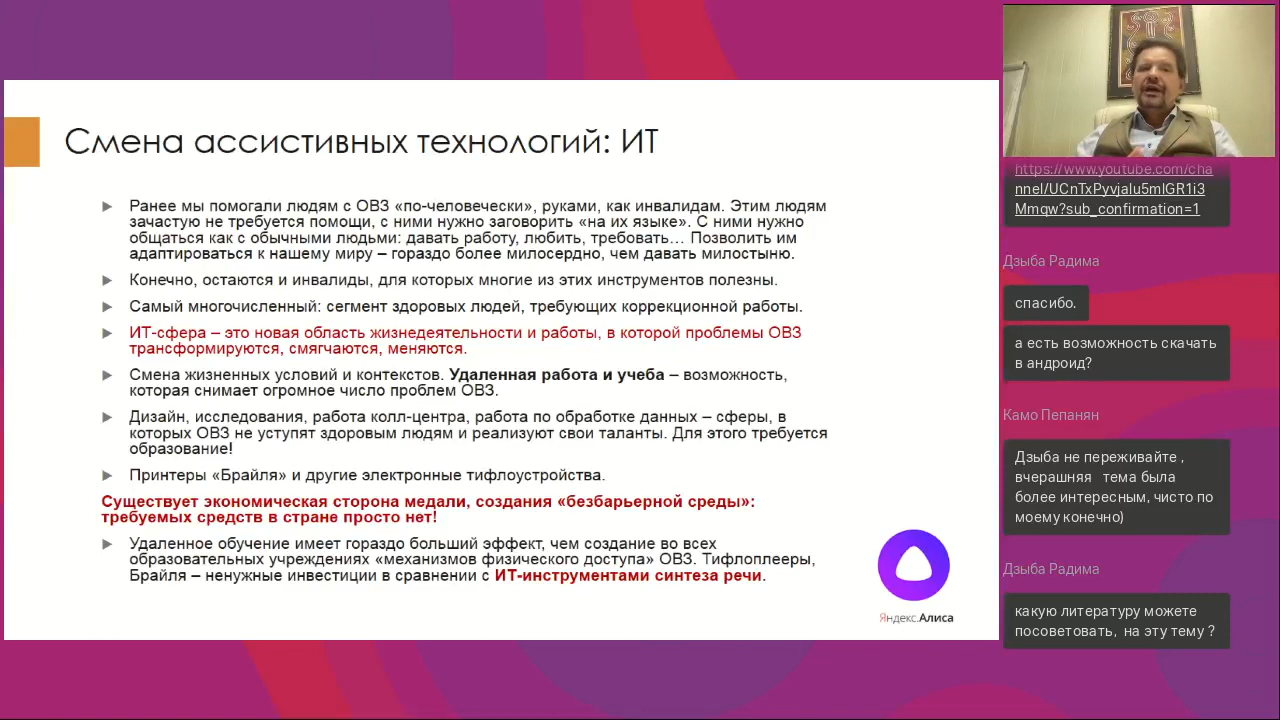 Смена ассистивных технологий: ИТ
Ранее мы помогали людям с ОВЗ «по-человечески», руками, как инвалидам. Этим людям
зачастую не требуется помощи, с ними нужно заговорить «на их языке». С ними нужно
общаться как с обычными людьми: давать работу, любить, требовать… Позволить им
адаптироваться к нашему миру – гораздо более милосердно, чем давать милостыню.
Конечно, остаются и инвалиды, для которых многие из этих инструментов полезны.
Самый многочисленный: сегмент здоровых людей, требующих коррекционной работы.
ИТ-сфера – это новая область жизнедеятельности и работы, в которой проблемы ОВЗ
трансформируются, смягчаются, меняются.
Смена жизненных условий и контекстов. Удаленная работа и учеба – возможность,
которая снимает огромное число проблем ОВЗ.
Дизайн, исследования, работа колл-центра, работа по обработке данных – сферы, в
которых ОВЗ не уступят здоровым людям и реализуют свои таланты. Для этого требуется
образование!
Принтеры «Брайля» и другие электронные тифлоустройства.
Существует экономическая сторона медали, создания «безбарьерной среды»:
требуемых средств в стране просто нет!
Удаленное обучение имеет гораздо больший эффект, чем создание во всех
образовательных учреждениях «механизмов физического доступа» ОВЗ. Тифлоплееры,
Брайля – ненужные инвестиции в сравнении с ИТ-инструментами синтеза речи.
Яндекс.Алиса
https://www.youtube.com/cha
nnel/UCnTxPyvjalu5mlGR1i3
Mmqw?sub_confirmation=1
Дзыба Радима
спасибо.
а есть возможность скачать
в андроид?
Камо Пепанян
Дзыба не переживайте ,
вчерашняя тема была
более интересным, чисто по
моему конечно)
Дзыба Радима
какую литературу можете
посоветовать, на эту тему ?